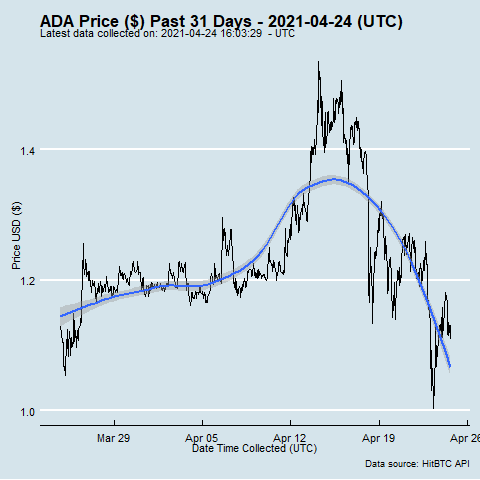 ADA Price ($) Past 31 Days - 2021-04-24 (UTC)
Latest data collected on: 2021-04-24 16:03:29 - UTC
Price USD ($)
1.4
1.2
1.0
Mar 29 Apr 05 Apr 12 Apr 19 Apr 26
Date Time Collected (UTC)
Data source: HitBTC API